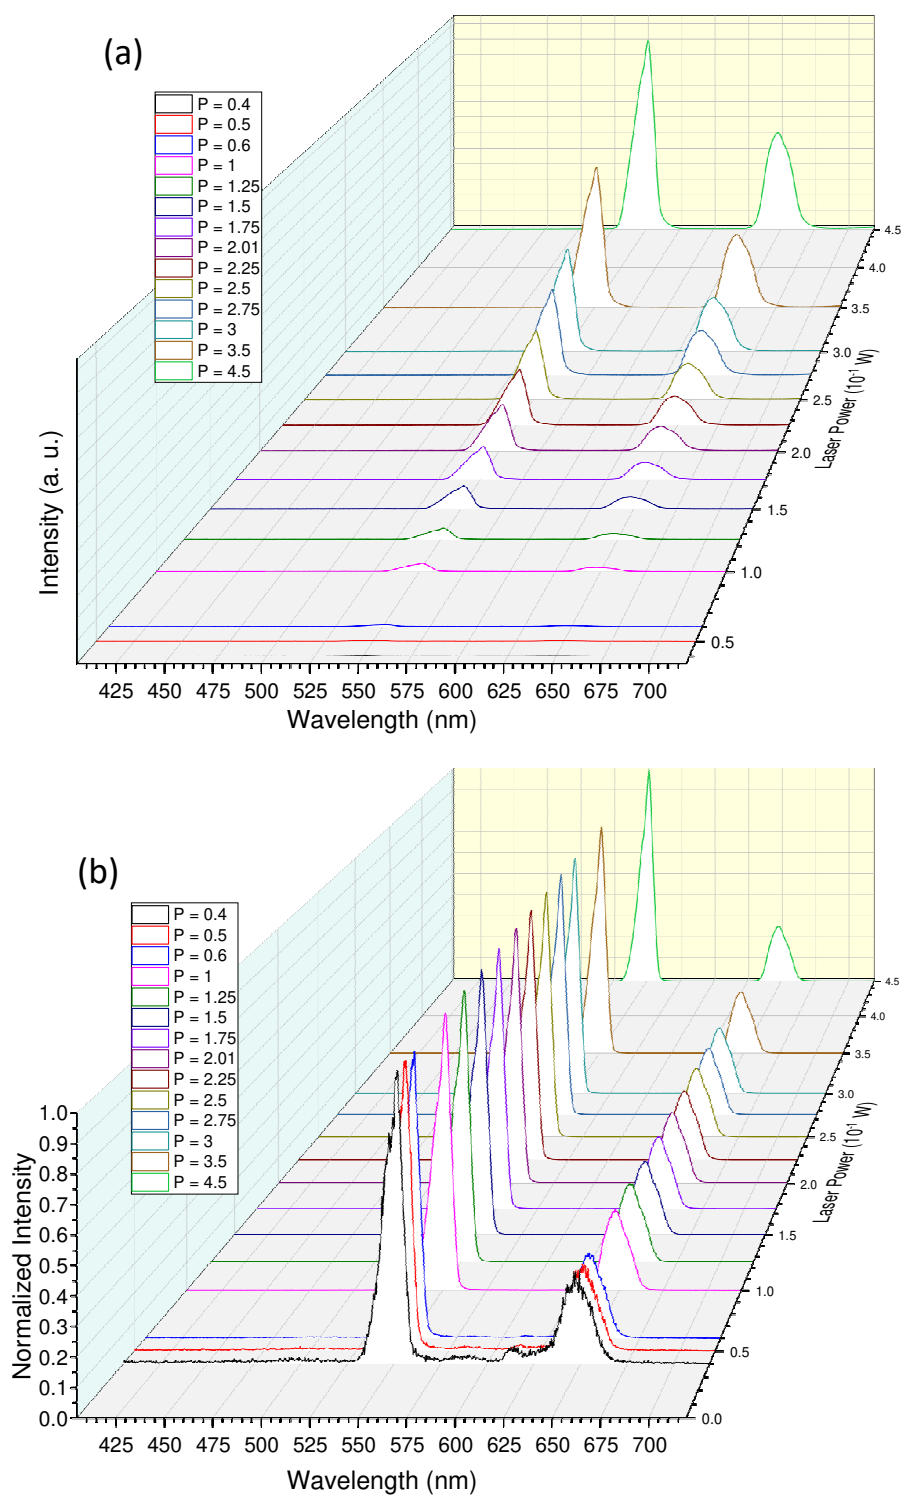 (a)
P = 0.4
P = 0.5
P = 0.6
P = 1
P = 1.25
P = 1.5
P = 1.75
P = 2.01
P = 2.25
P = 2.5
P = 2.75
P = 3
P = 3.5
P = 4.5
4.5
4.0
3.5
3.0
2.5
2.0
1.5
1.0
0.5
Laser Power (10⁻¹ W)
Intensity (a. u.)
425 450 475 500 525 550 575 600 625 650 675 700
Wavelength (nm)
(b)
P = 0.4
P = 0.5
P = 0.6
P = 1
P = 1.25
P = 1.5
P = 1.75
P = 2.01
P = 2.25
P = 2.5
P = 2.75
P = 3
P = 3.5
P = 4.5
4.5
4.0
3.5
3.0
2.5
2.0
1.5
1.0
0.5
0.0
Laser Power (10⁻¹ W)
1.0
0.9
0.8
0.7
0.6
0.5
0.4
0.3
0.2
0.1
0.0
Normalized Intensity
425 450 475 500 525 550 575 600 625 650 675 700
Wavelength (nm)